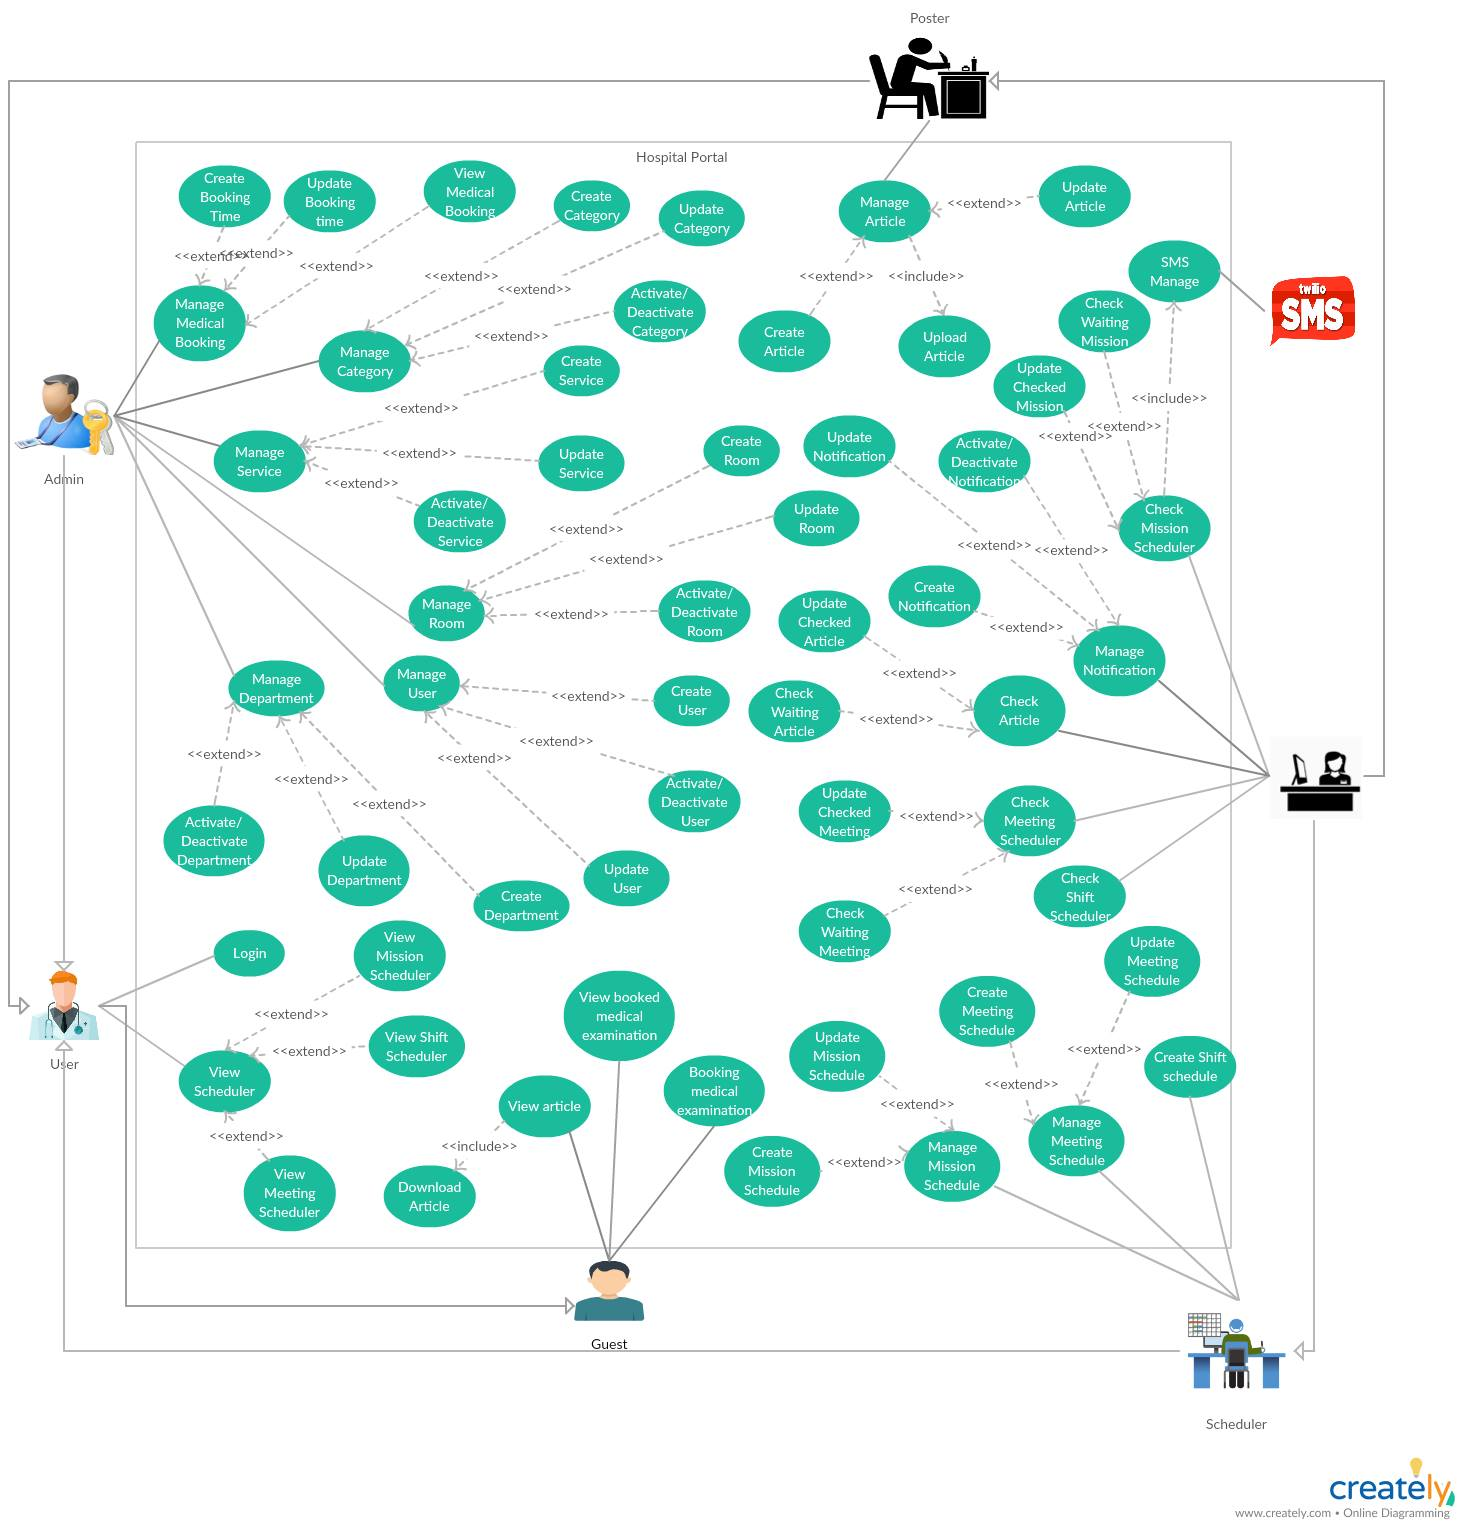 Poster
Hospital Portal
Create
Booking
Time
Update
Booking
time
View
Medical
Booking
Create
Category
Update
Category
Manage
Article
<<extend>>
Update
Article
<<extend>>
<<extend>>
<<extend>>
<<extend>>
<<extend>>
<<extend>>
<<include>>
SMS
Manage
twilio
SMS
Manage
Medical
Booking
Activate/
Deactivate
Category
Check
Waiting
Mission
<<extend>>
Manage
Category
Create
Article
Upload
Article
Create
Service
Update
Checked
Mission
<<include>>
<<extend>>
<<extend>>
<<extend>>
Manage
Service
<<extend>>
Update
Service
Create
Room
Update
Notification
Activate/
Deactivate
Notification
Admin
<<extend>>
Activate/
Deactivate
Service
Update
Room
Check
Mission
Scheduler
<<extend>>
<<extend>>
<<extend>>
<<extend>>
Manage
Room
<<extend>>
Activate/
Deactivate
Room
Update
Checked
Article
Create
Notification
<<extend>>
Manage
Notification
Manage
Department
Manage
User
<<extend>>
Create
User
Check
Waiting
Article
<<extend>>
<<extend>>
Check
Article
<<extend>>
<<extend>>
<<extend>>
<<extend>>
<<extend>>
Activate/
Deactivate
User
Update
Checked
Meeting
<<extend>>
Check
Meeting
Scheduler
Activate/
Deactivate
Department
Update
Department
Create
Department
Update
User
<<extend>>
Check
Shift
Scheduler
Check
Waiting
Meeting
Login
View
Mission
Scheduler
Update
Meeting
Schedule
View booked
medical
examination
Create
Meeting
Schedule
<<extend>>
<<extend>>
View Shift
Scheduler
Update
Mission
Schedule
<<extend>>
Create Shift
schedule
User
View
Scheduler
View article
Booking
medical
examination
<<extend>>
<<extend>>
<<extend>>
<<include>>
Manage
Meeting
Schedule
View
Meeting
Scheduler
Download
Article
Create
Mission
Schedule
<<extend>>
Manage
Mission
Schedule
Guest
Scheduler
creately
www.creately.com • Online Diagramming